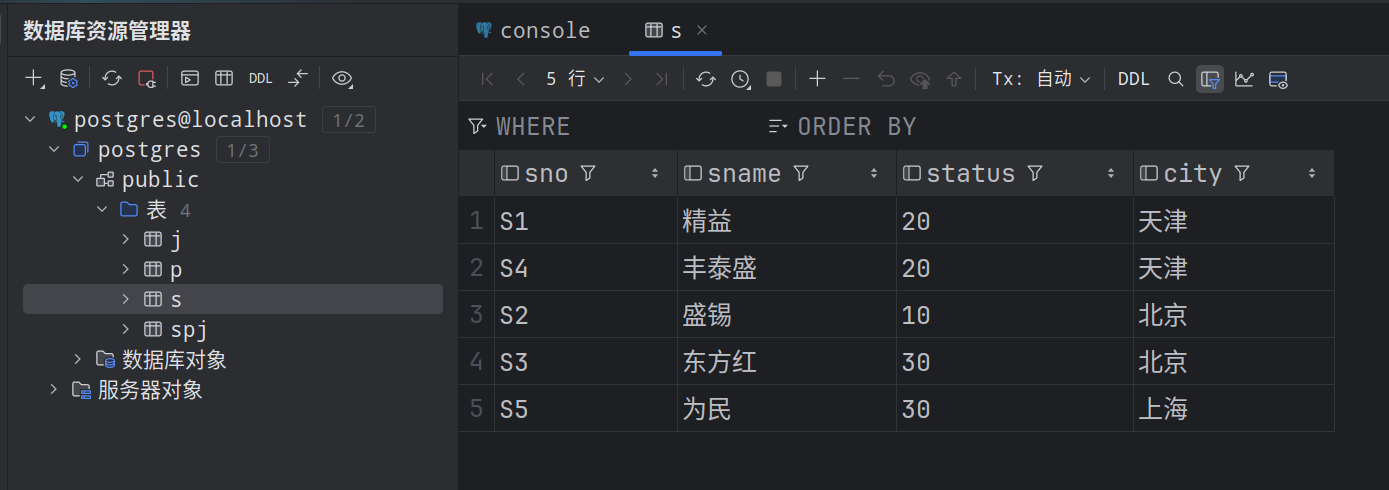 数据库资源管理器
DDL
postgres@localhost 1/2
postgres 1/3
public
表 4
j
p
s
spj
数据库对象
服务器对象
console
s
5 行
Tx: 自动
DDL
WHERE
ORDER BY
sno sname status city
1 S1 精益 20 天津
2 S4 丰泰盛 20 天津
3 S2 盛锡 10 北京
4 S3 东方红 30 北京
5 S5 为民 30 上海